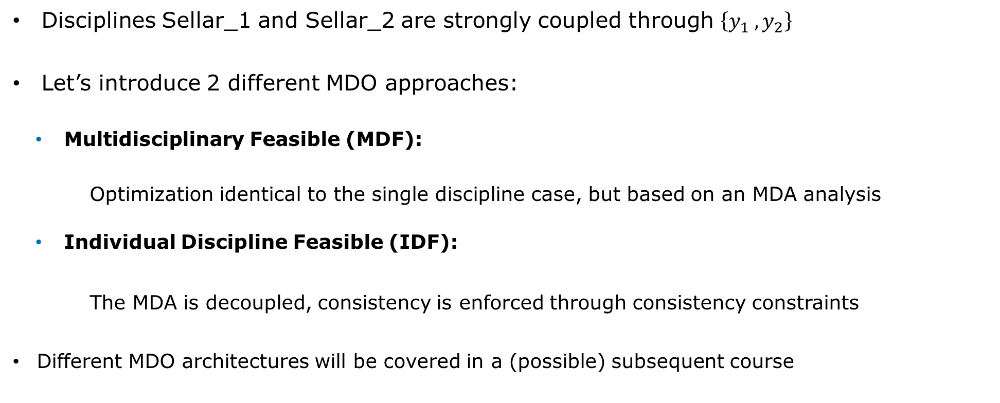 • Disciplines Sellar_1 and Sellar_2 are strongly coupled through {y₁ ,y₂}
• Let’s introduce 2 different MDO approaches:
• Multidisciplinary Feasible (MDF):
Optimization identical to the single discipline case, but based on an MDA analysis
• Individual Discipline Feasible (IDF):
The MDA is decoupled, consistency is enforced through consistency constraints
• Different MDO architectures will be covered in a (possible) subsequent course